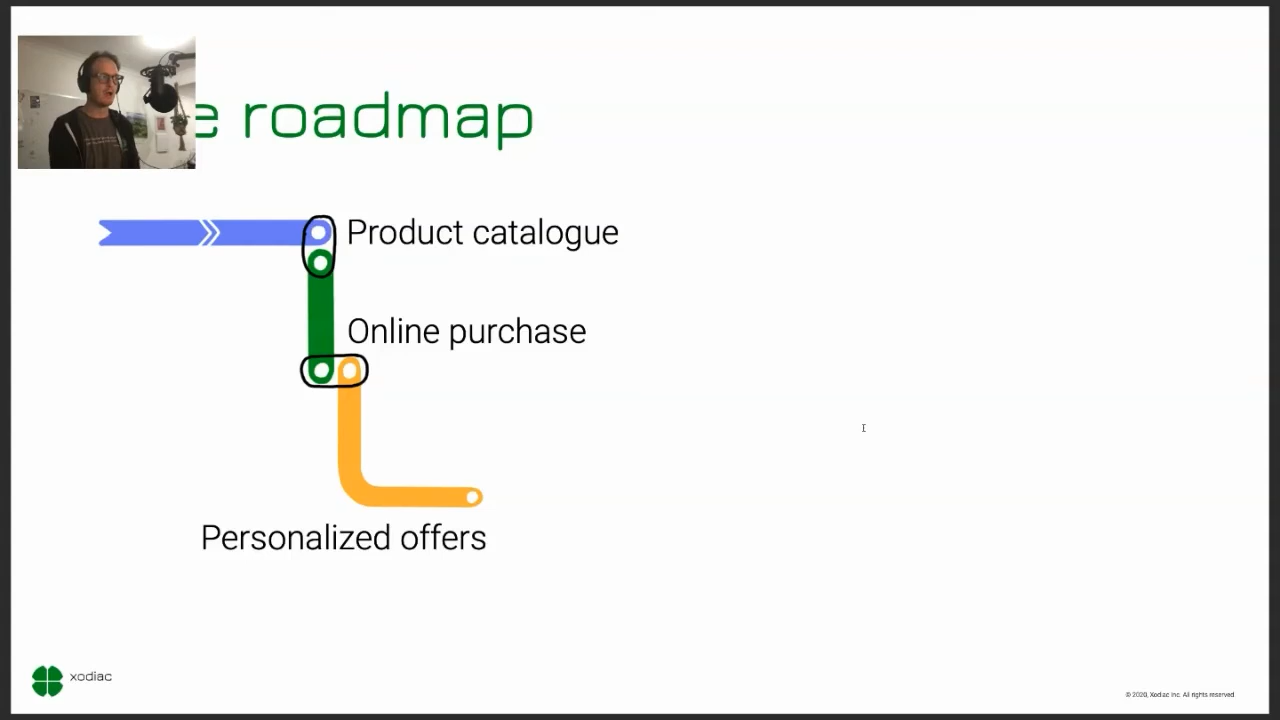 e roadmap
Product catalogue
Online purchase
Personalized offers
xodiac
© 2020, Xodiac Inc. All rights reserved